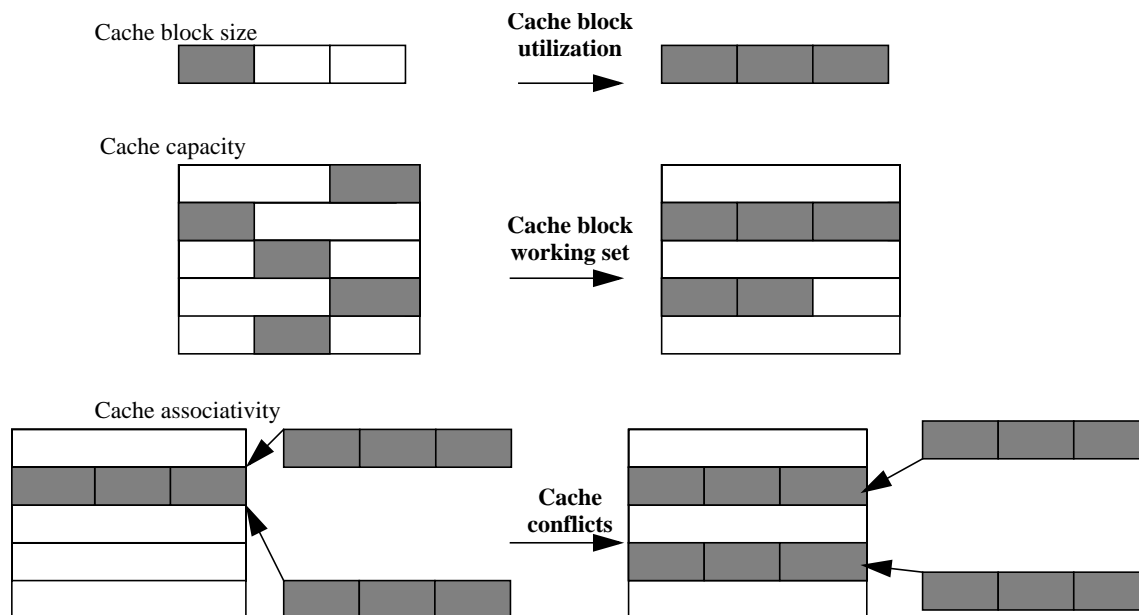 Cache block size
Cache block
utilization
Cache capacity
Cache block
working set
Cache associativity
Cache
conflicts